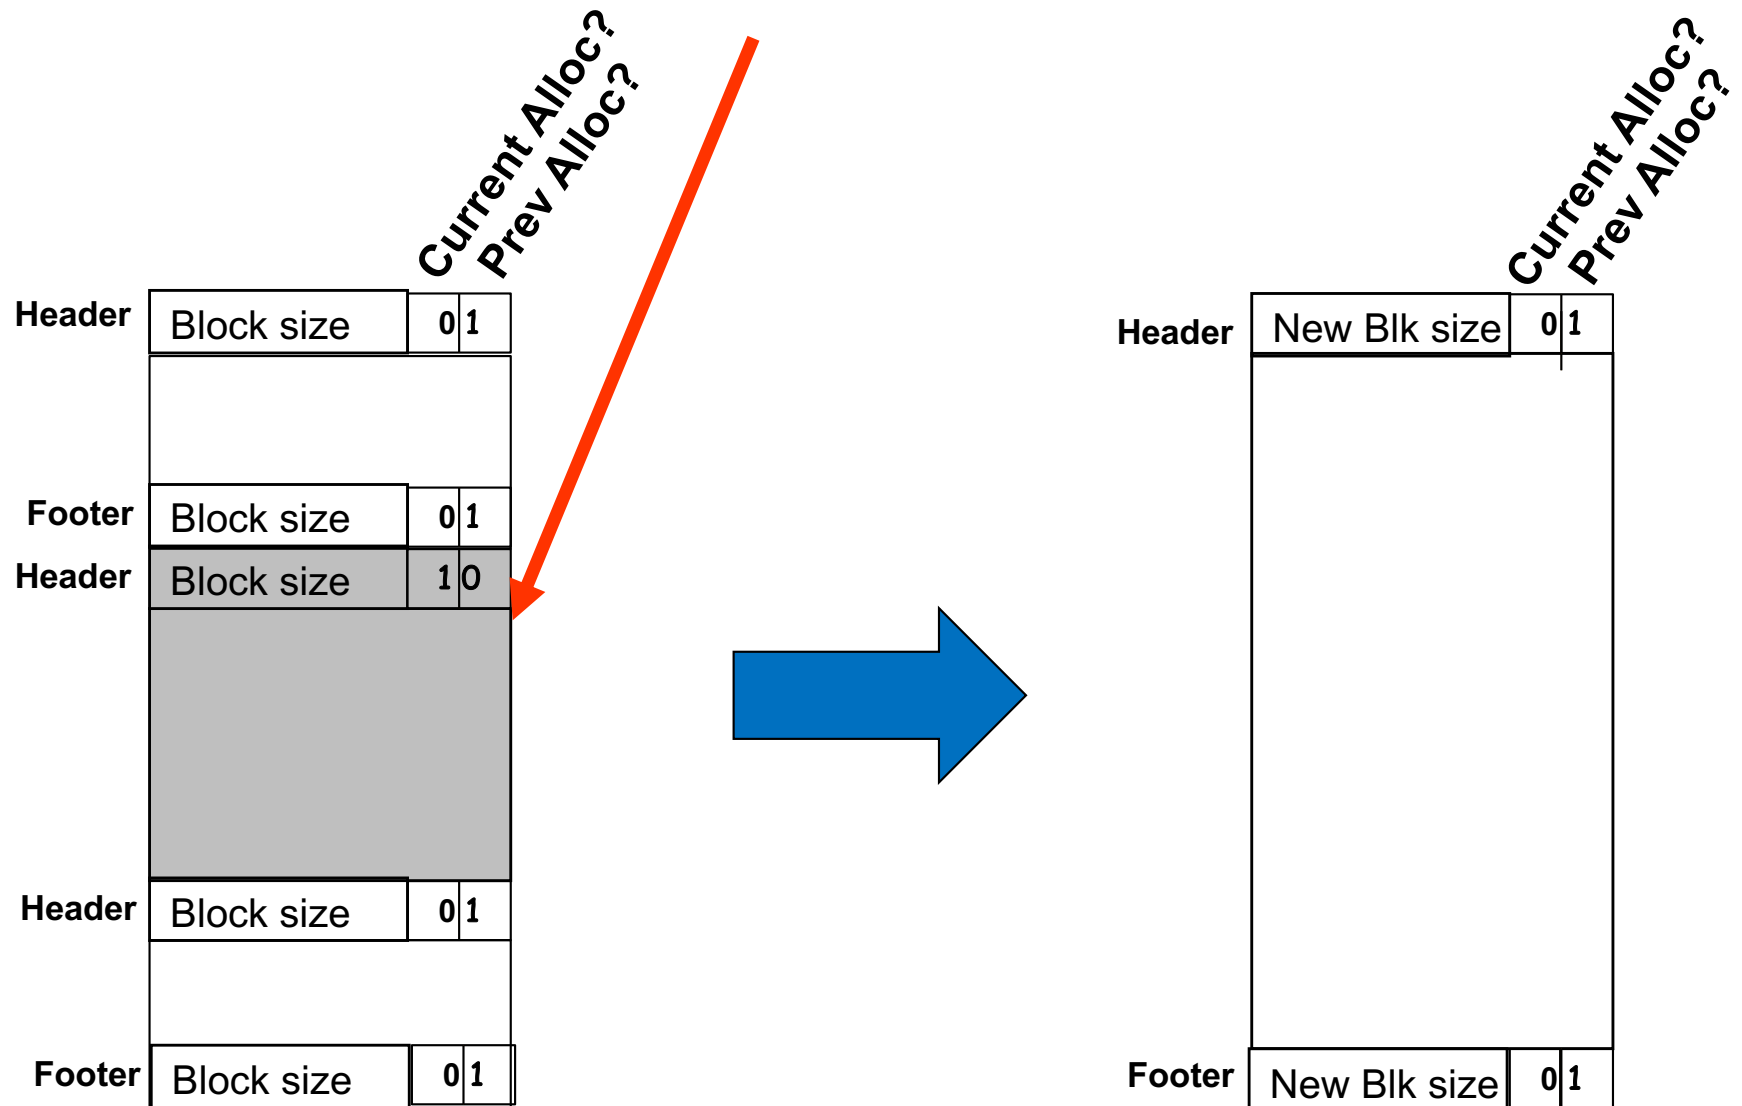 Current Alloc?
Prev Alloc?
Header Block size 0 1
Footer Block size 0 1
Header Block size 1 0
Header Block size 0 1
Footer Block size 0 1
Current Alloc?
Prev Alloc?
Header New Blk size 0 1
Footer New Blk size 0 1